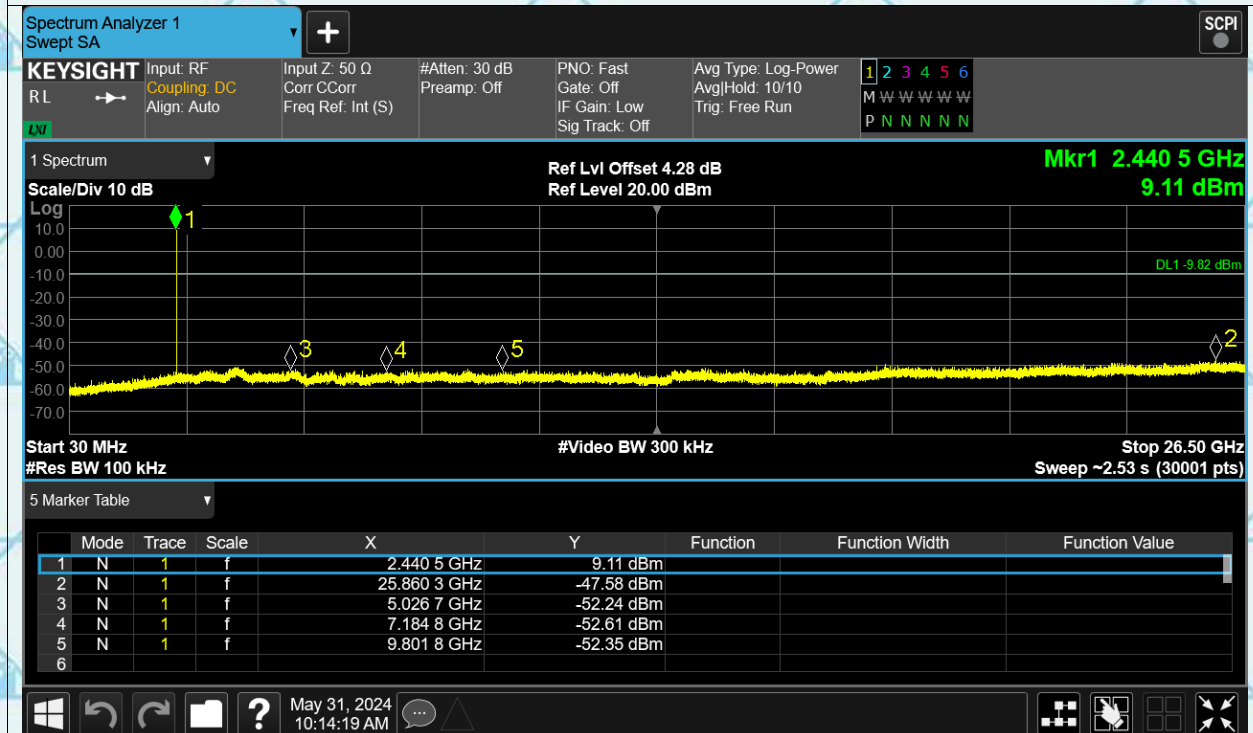 Spectrum Analyzer 1
Swept SA
+
SCPI
KEYSIGHT
RL
LXI
Input: RF
Coupling: DC
Align: Auto
Input Z: 50 Ω
Corr CCorr
Freq Ref: Int (S)
#Atten: 30 dB
Preamp: Off
PNO: Fast
Gate: Off
IF Gain: Low
Sig Track: Off
Avg Type: Log-Power
Avg|Hold: 10/10
Trig: Free Run
1 2 3 4 5 6
M W W W W W
P N N N N N
1 Spectrum
Scale/Div 10 dB
Ref Lvl Offset 4.28 dB
Ref Level 20.00 dBm
Mkr1 2.440 5 GHz
9.11 dBm
Log
10.0
0.00
-10.0
-20.0
-30.0
-40.0
-50.0
-60.0
-70.0
1
DL1 -9.82 dBm
3
4
5
2
Start 30 MHz
#Res BW 100 kHz
#Video BW 300 kHz
Stop 26.50 GHz
Sweep ~2.53 s (30001 pts)
5 Marker Table
Mode Trace Scale X Y Function Function Width Function Value
1 N 1 f 2.440 5 GHz 9.11 dBm
2 N 1 f 25.860 3 GHz -47.58 dBm
3 N 1 f 5.026 7 GHz -52.24 dBm
4 N 1 f 7.184 8 GHz -52.61 dBm
5 N 1 f 9.801 8 GHz -52.35 dBm
6
?
May 31, 2024
10:14:19 AM